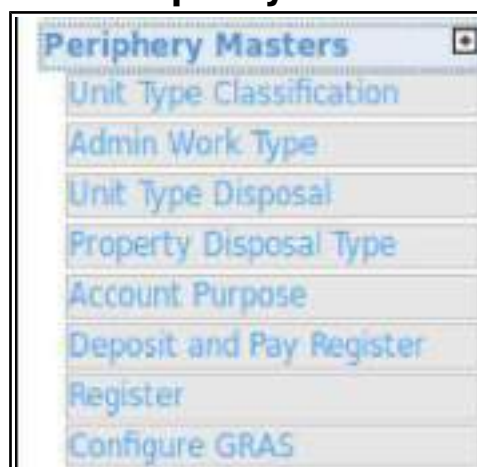 Periphery Masters
Unit Type Classification
Admin Work Type
Unit Type Disposal
Property Disposal Type
Account Purpose
Deposit and Pay Register
Register
Configure GRAS